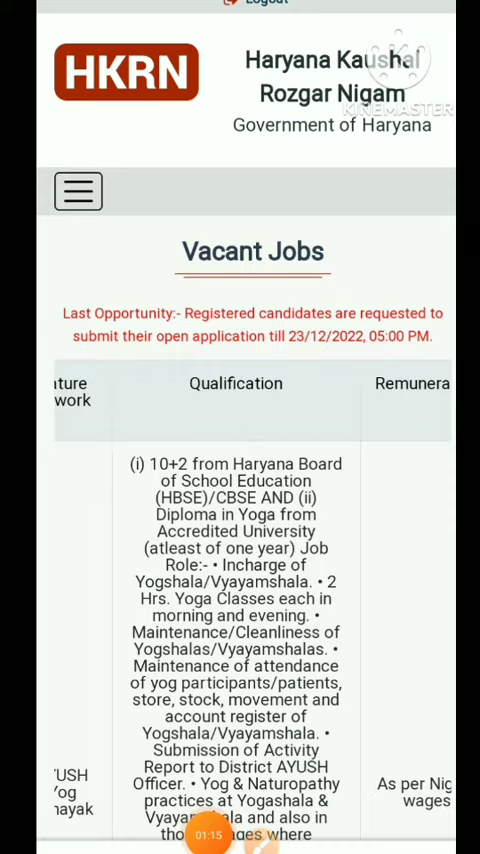 Logout
HKRN
Haryana Kaushal
Rozgar Nigam
Government of Haryana
KINEMASTER
Vacant Jobs
Last Opportunity:- Registered candidates are requested to
submit their open application till 23/12/2022, 05:00 PM.
ature
work
Qualification
Remunera
(i) 10+2 from Haryana Board
of School Education
(HBSE)/CBSE AND (ii)
Diploma in Yoga from
Accredited University
(atleast of one year) Job
Role:- • Incharge of
Yogshala/Vyayamshala. • 2
Hrs. Yoga Classes each in
morning and evening. •
Maintenance/Cleanliness of
Yogshalas/Vyayamshalas. •
Maintenance of attendance
of yog participants/patients,
store, stock, movement and
account register of
Yogshala/Vyayamshala. •
Submission of Activity
Report to District AYUSH
Officer. • Yog & Naturopathy
practices at Yogashala &
also in
YUSH
Yog
hayak
As per Nig
wages
01:15
where